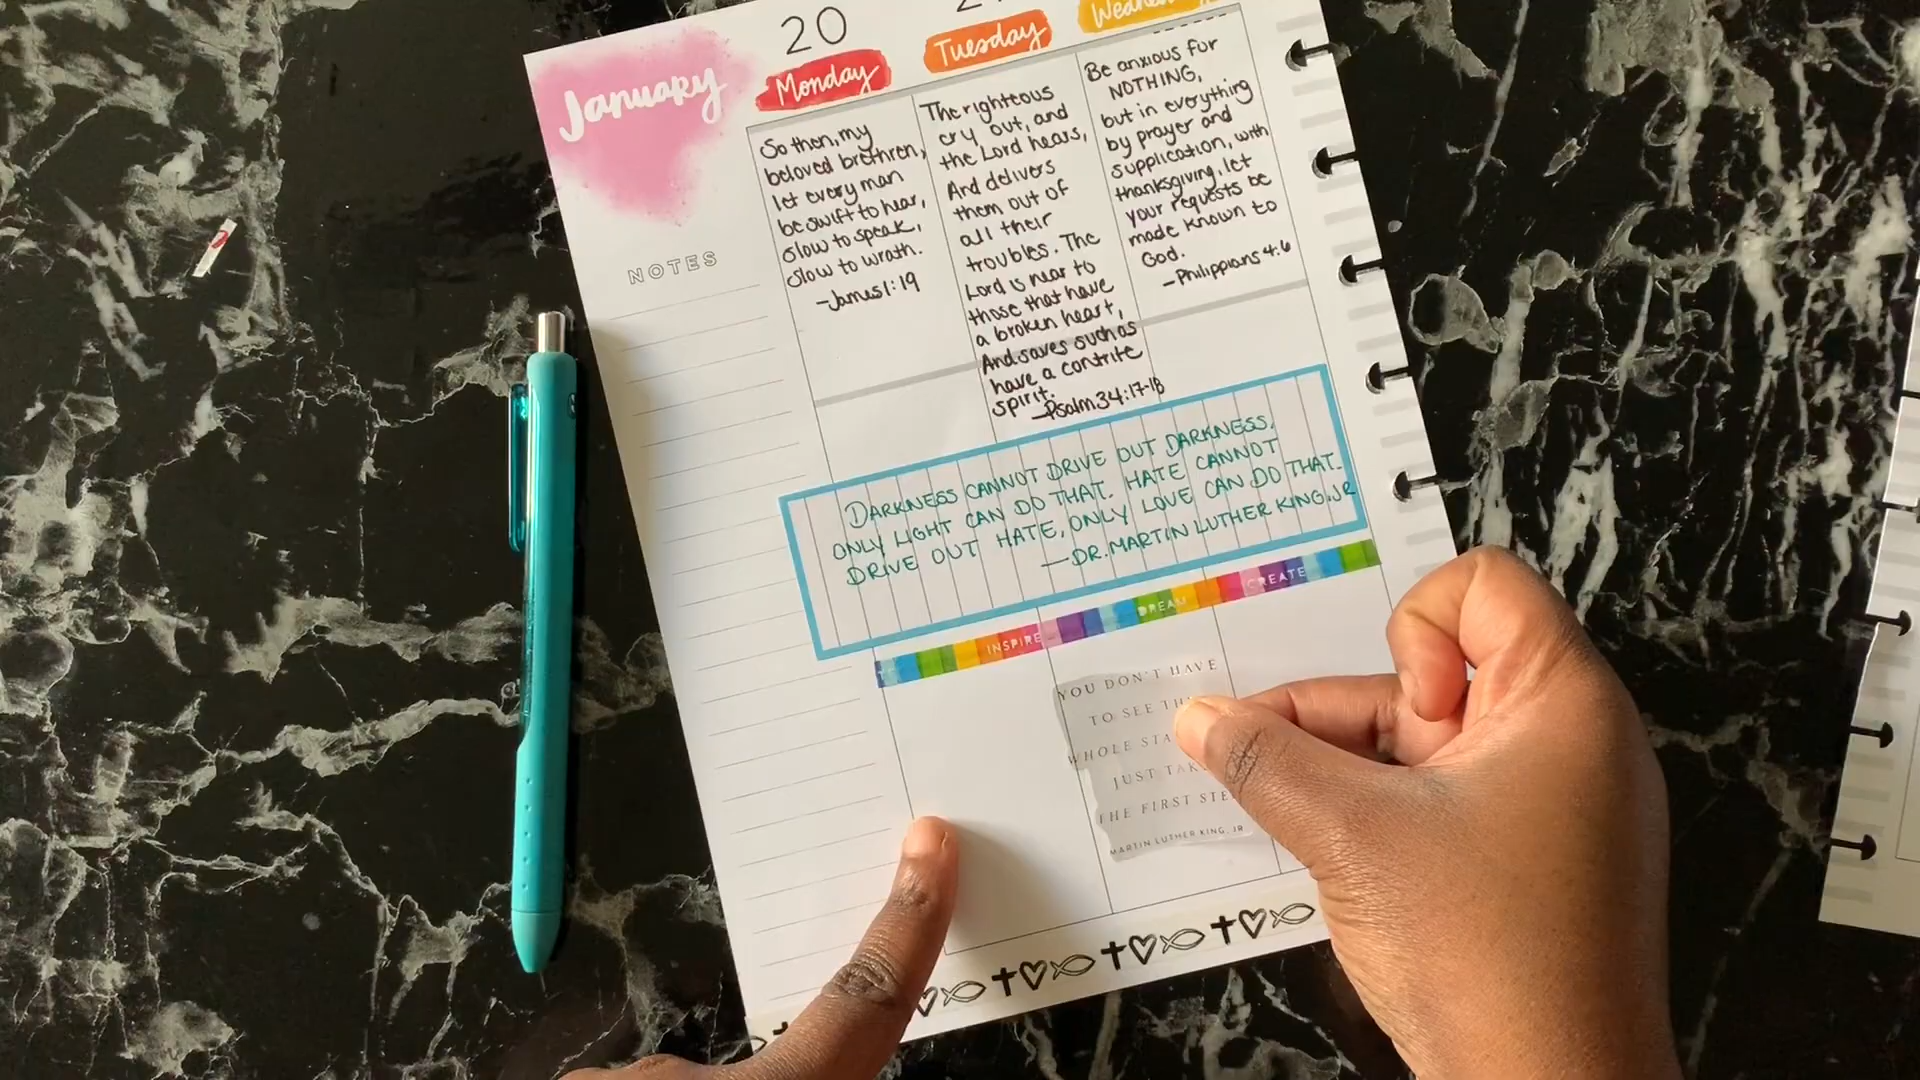 January
20
Monday
Tuesday
NOTES
So then, my
beloved brethren,
let every man
be swift to hear,
slow to speak,
slow to wrath.
-James 1:19
The righteous
cry out, and
the Lord hears,
And delivers
them out of
all their
troubles. The
Lord is near to
those that have
a broken heart,
And saves such as
have a contrite
spirit.
-Psalm 34:17-18
Be anxious for
NOTHING,
but in everything
by prayer and
supplication, with
thanksgiving, let
your requests be
made known to
God.
-Philippians 4:6
DARKNESS CANNOT DRIVE OUT DARKNESS,
ONLY LIGHT CAN DO THAT. HATE CANNOT
DRIVE OUT HATE, ONLY LOVE CAN DO THAT.
—DR. MARTIN LUTHER KING, JR
INSPIRE DREAM CREATE
YOU DON'T HAVE
TO SEE
WHOLE
JUST
THE FIRST
MARTIN LUTHER KING, JR